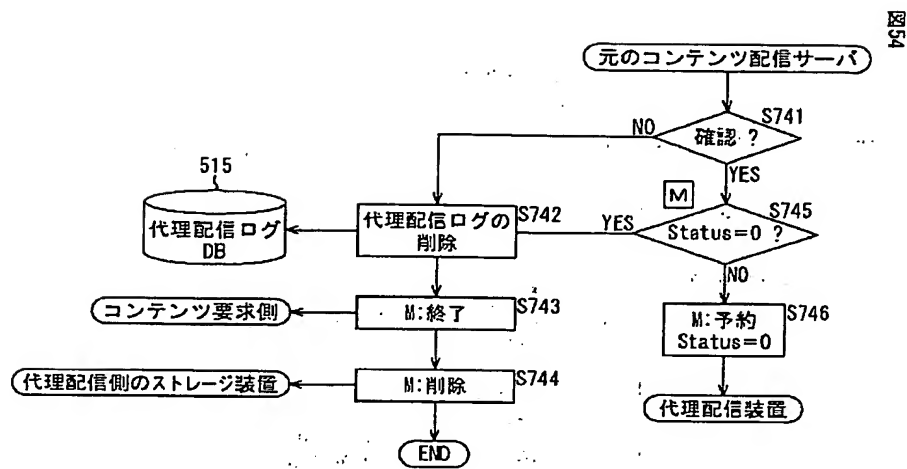 図54
元のコンテンツ配信サーバ
S741
NO
確認?
YES
515
M
S742
S745
代理配信ログ
DB
代理配信ログの
削除
YES
Status=0 ?
NO
S743
コンテンツ要求側
M:終了
S746
M:予約
Status=0
S744
代理配信側のストレージ装置
M:削除
代理配信装置
END